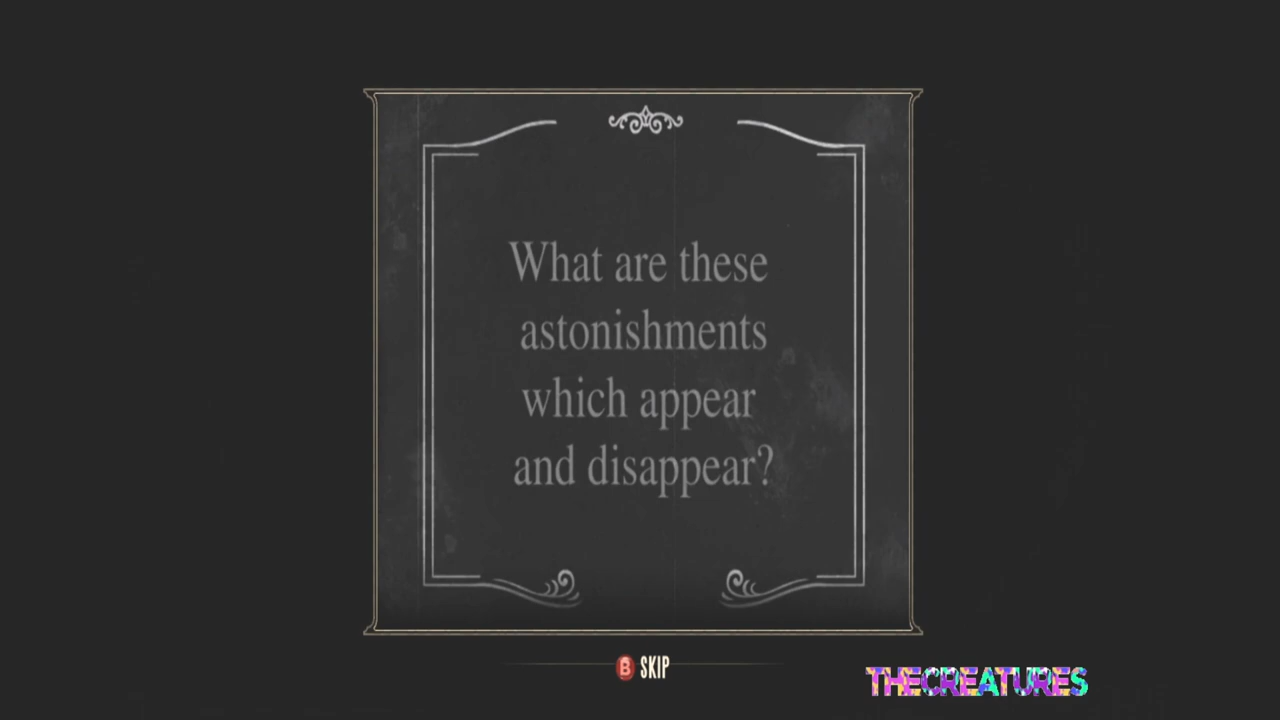 What are these
astonishments
which appear
and disappear?
B SKIP
THECREATURES